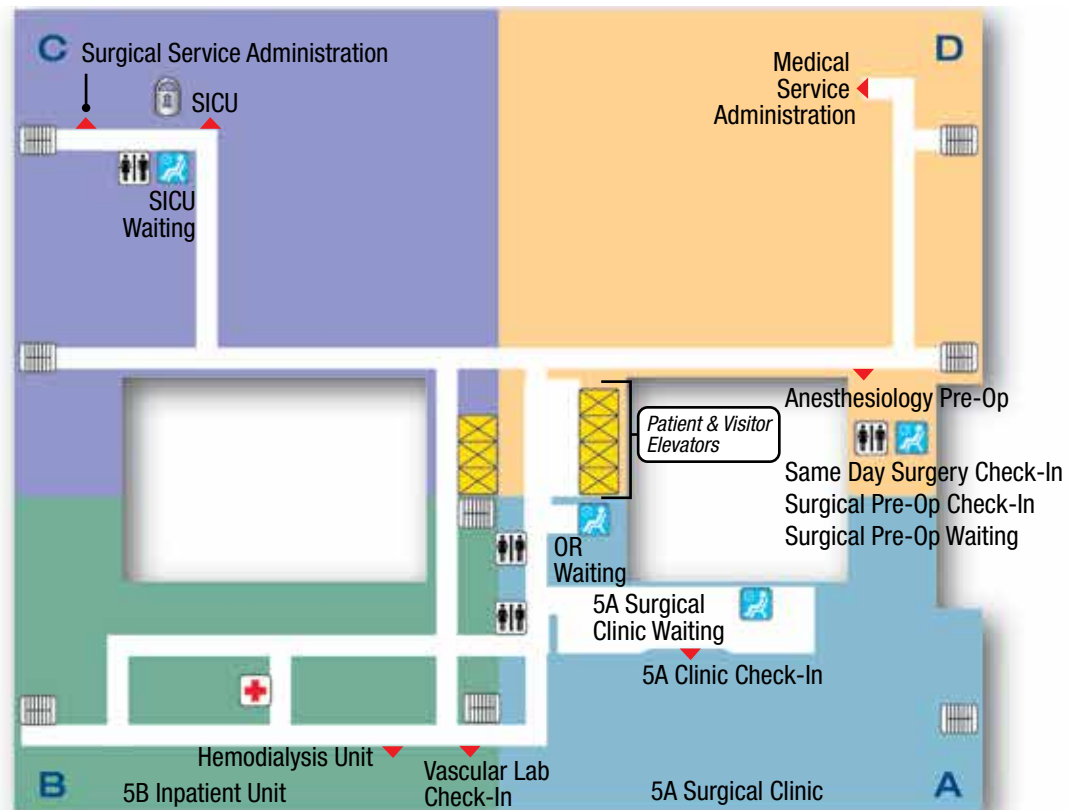 C
Surgical Service Administration
SICU
SICU
Waiting
Medical
Service
Administration
D
Patient & Visitor
Elevators
Anesthesiology Pre-Op
Same Day Surgery Check-In
Surgical Pre-Op Check-In
Surgical Pre-Op Waiting
OR
Waiting
5A Surgical
Clinic Waiting
5A Clinic Check-In
Hemodialysis Unit
Vascular Lab
Check-In
B
5B Inpatient Unit
5A Surgical Clinic
A